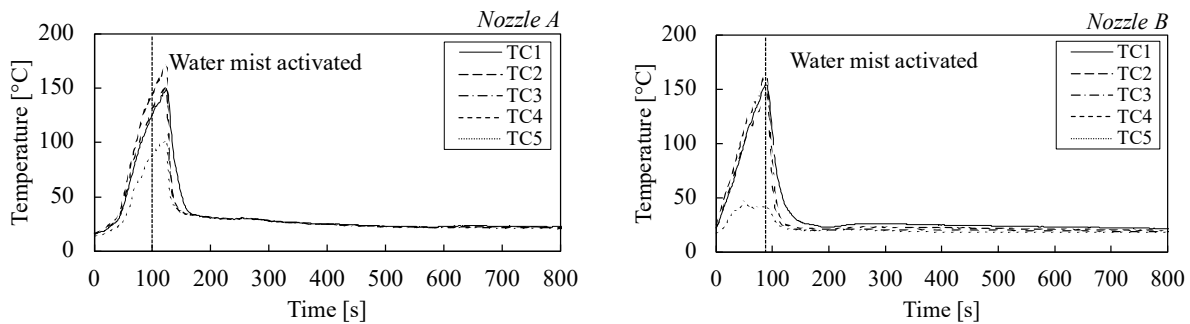 Nozzle A
200
150
100
50
0
Temperature [°C]
Water mist activated
TC1
TC2
TC3
TC4
TC5
0 100 200 300 400 500 600 700 800
Time [s]
Nozzle B
200
150
100
50
0
Temperature [°C]
Water mist activated
TC1
TC2
TC3
TC4
TC5
0 100 200 300 400 500 600 700 800
Time [s]